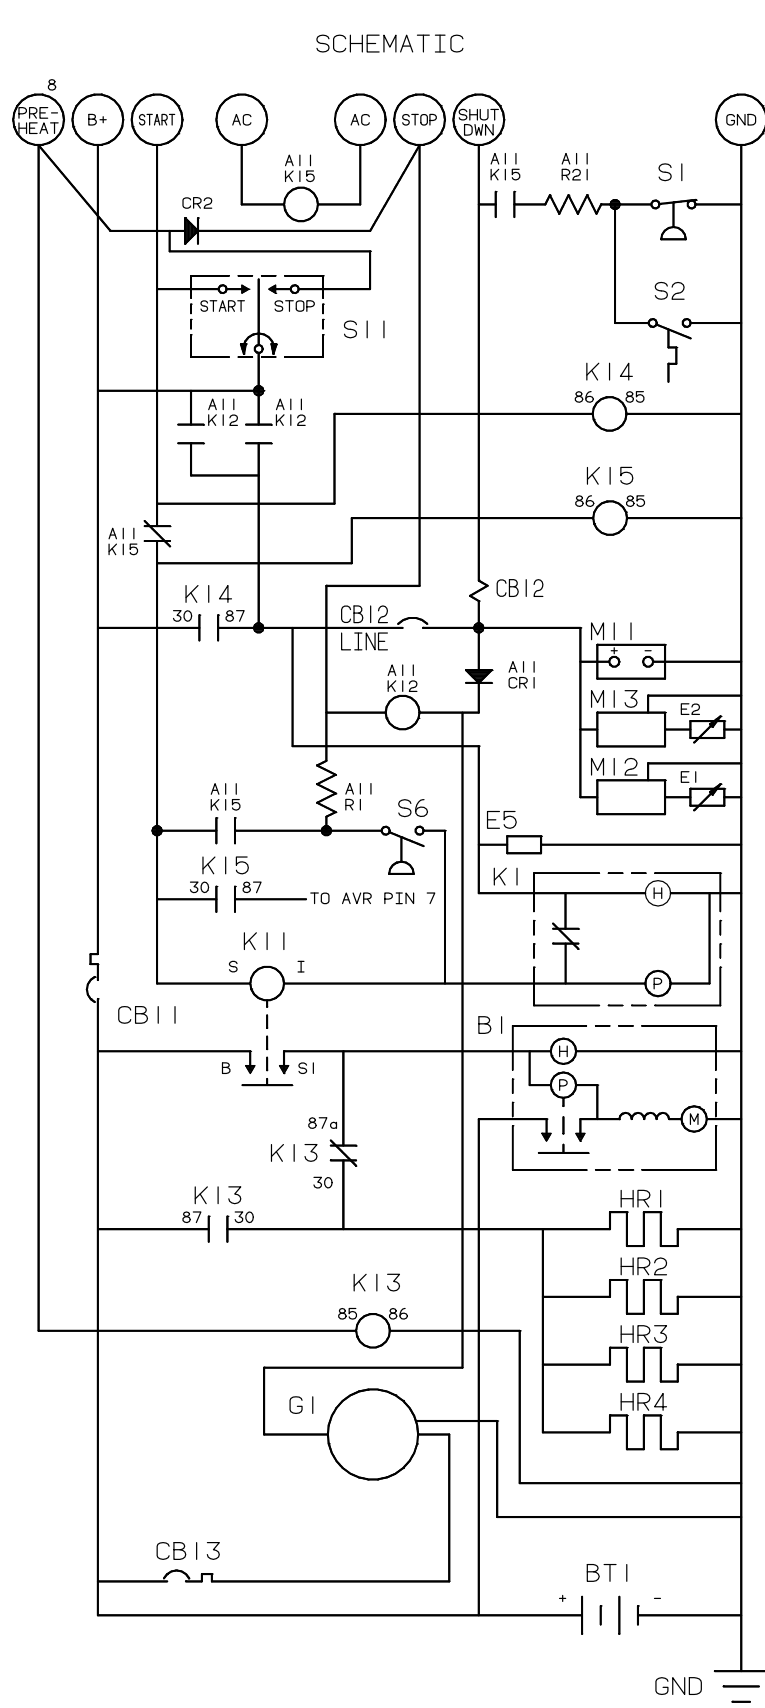 SCHEMATIC
8
PRE-
HEAT
B+
START
AC
AC
STOP
SHUT
DWN
GND
A11
K15
A11
K15
A11
R21
S1
CR2
START
STOP
S11
S2
A11
K12
A11
K12
K14
86 85
K15
86 85
A11
K15
K14
30 87
CB12
LINE
CB12
M11
+ -
A11
K12
A11
CR1
M13
E2
M12
E1
A11
K15
A11
R1
S6
E5
K15
30 87
TO AVR PIN 7
K1
H
K11
S I
P
CB11
B1
B S1
H
P
M
87a
K13
30
K13
87 30
HR1
HR2
K13
85 86
HR3
G1
HR4
CB13
BT1
+ -
GND